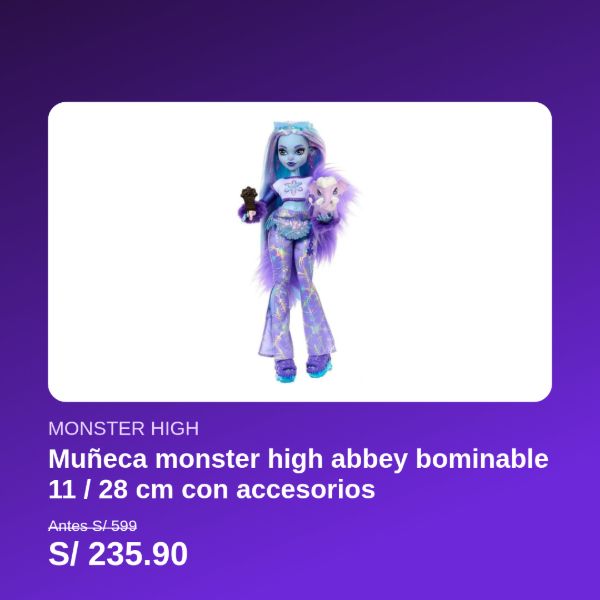 MONSTER HIGH
Muñeca monster high abbey bominable
11 / 28 cm con accesorios
Antes S/ 599
S/ 235.90